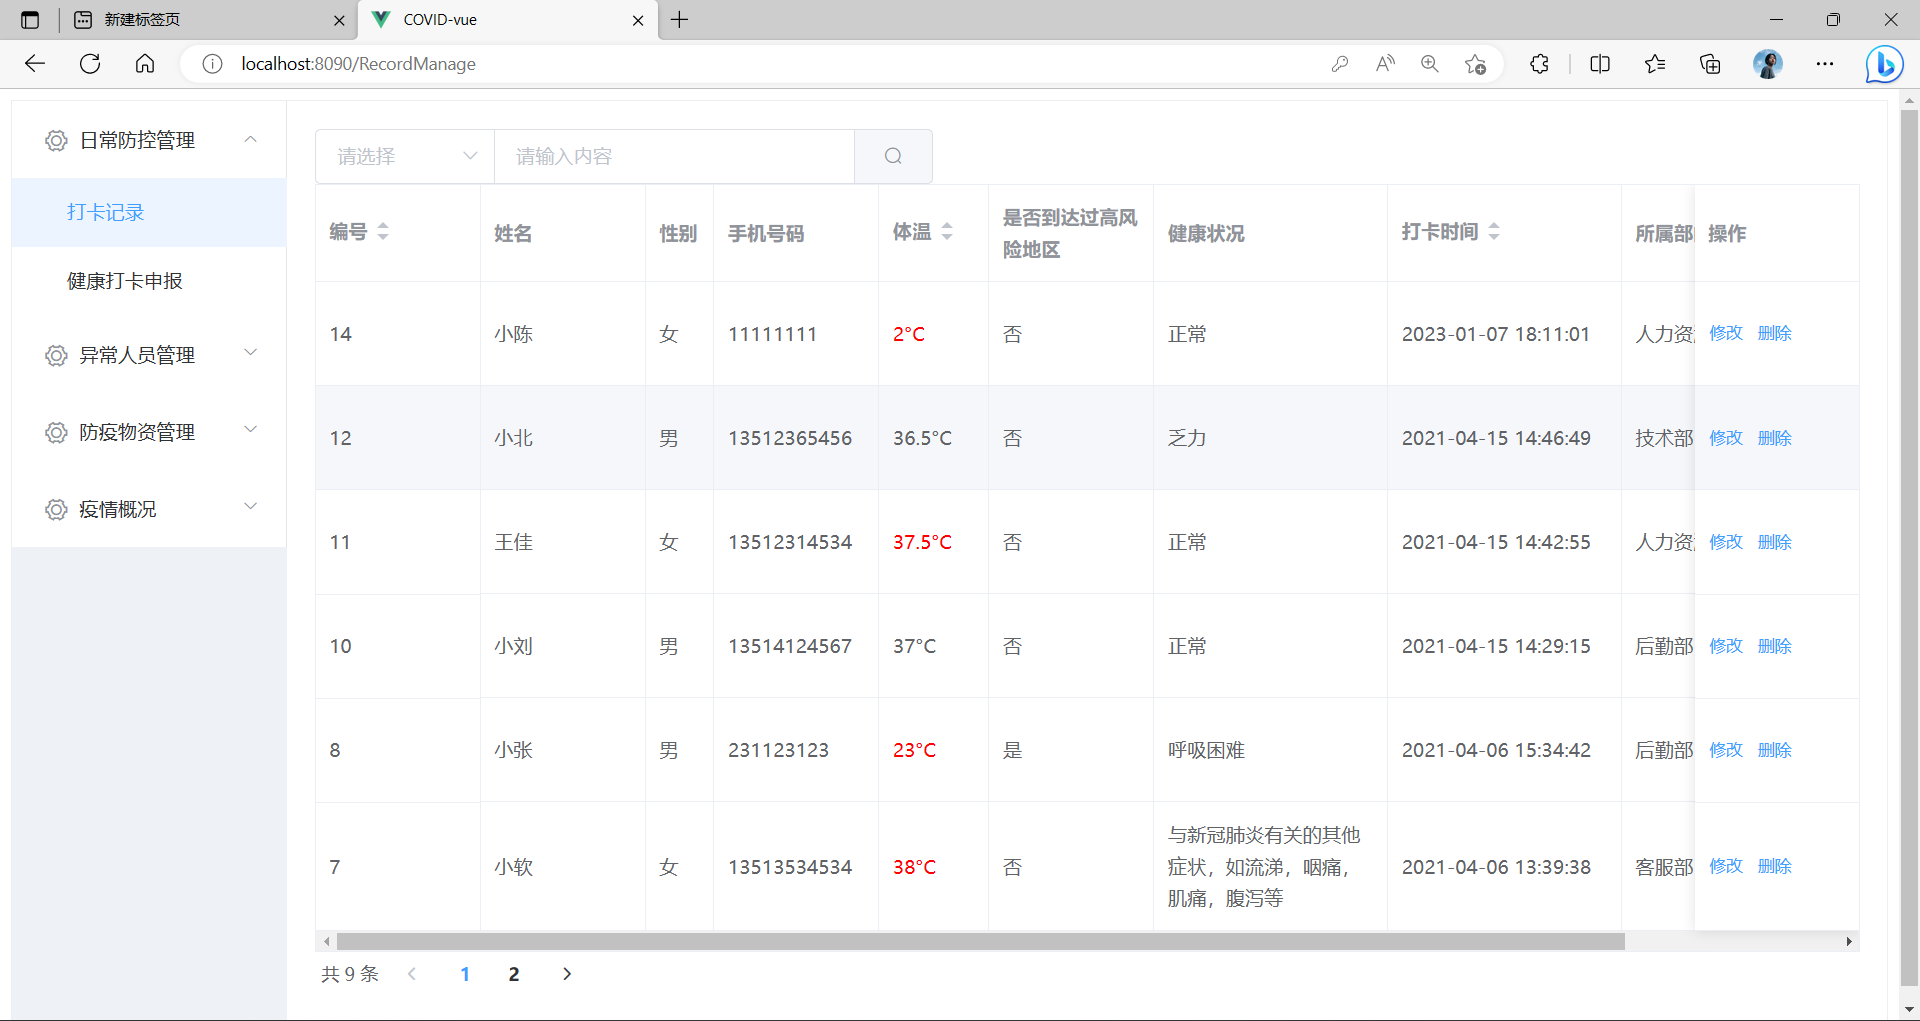 新建标签页
COVID-vue
localhost:8090/RecordManage
日常防控管理
打卡记录
健康打卡申报
异常人员管理
防疫物资管理
疫情概况
请选择 请输入内容
编号 姓名 性别 手机号码 体温 是否到达过高风险地区 健康状况 打卡时间 所属部 操作
14 小陈 女 11111111 2°C 否 正常 2023-01-07 18:11:01 人力资 修改 删除
12 小北 男 13512365456 36.5°C 否 乏力 2021-04-15 14:46:49 技术部 修改 删除
11 王佳 女 13512314534 37.5°C 否 正常 2021-04-15 14:42:55 人力资 修改 删除
10 小刘 男 13514124567 37°C 否 正常 2021-04-15 14:29:15 后勤部 修改 删除
8 小张 男 231123123 23°C 是 呼吸困难 2021-04-06 15:34:42 后勤部 修改 删除
7 小软 女 13513534534 38°C 否 与新冠肺炎有关的其他症状，如流涕，咽痛，肌痛，腹泻等 2021-04-06 13:39:38 客服部 修改 删除
共 9 条 1 2